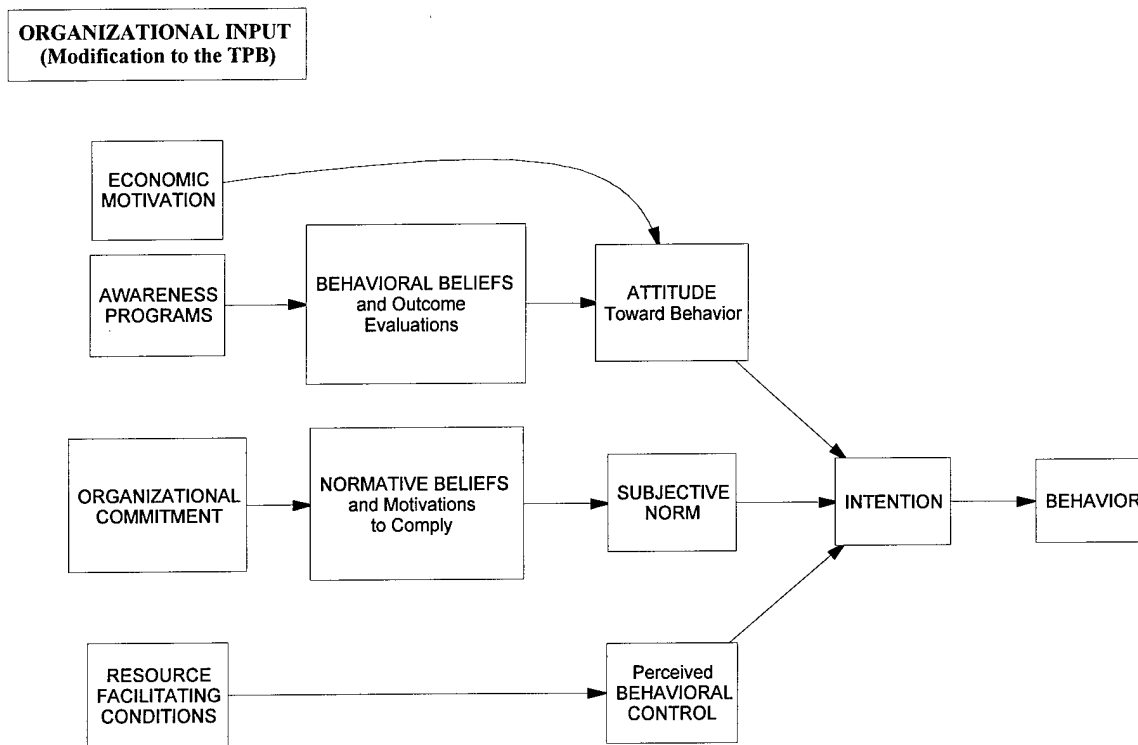 ORGANIZATIONAL INPUT
(Modification to the TPB)
ECONOMIC
MOTIVATION
AWARENESS
PROGRAMS
BEHAVIORAL BELIEFS
and Outcome
Evaluations
ATTITUDE
Toward Behavior
ORGANIZATIONAL
COMMITMENT
NORMATIVE BELIEFS
and Motivations
to Comply
SUBJECTIVE
NORM
INTENTION
BEHAVIOR
RESOURCE
FACILITATING
CONDITIONS
Perceived
BEHAVIORAL
CONTROL